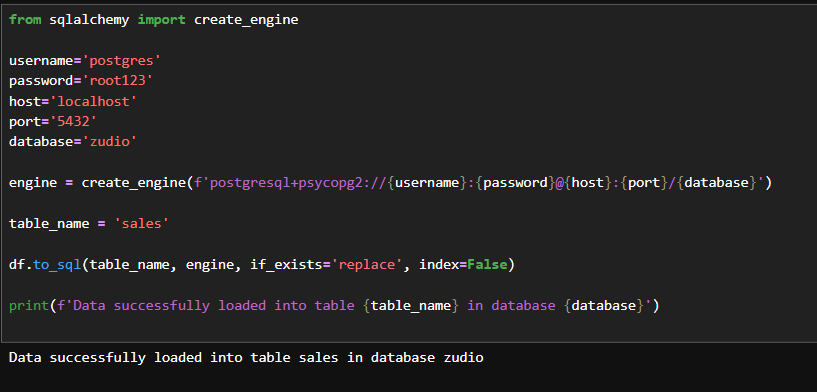 from sqlalchemy import create_engine
username='postgres'
password='root123'
host='localhost'
port='5432'
database='zudio'
engine = create_engine(f'postgresql+psycopg2://{username}:{password}@{host}:{port}/{database}')
table_name = 'sales'
df.to_sql(table_name, engine, if_exists='replace', index=False)
print(f'Data successfully loaded into table {table_name} in database {database}')
Data successfully loaded into table sales in database zudio